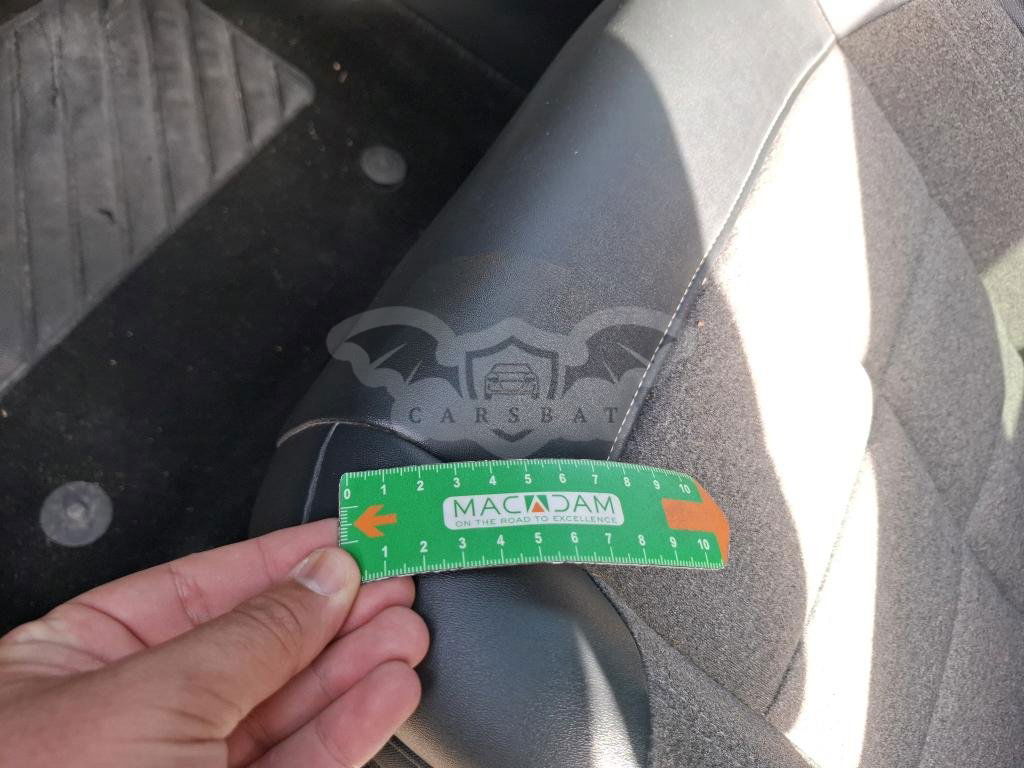 CARSBAT
0 1 2 3 4 5 6 7 8 9 10
MACADAM
ON THE ROAD TO EXCELLENCE
1 2 3 4 5 6 7 8 9 10